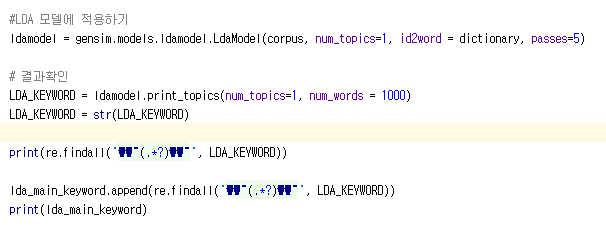 #LDA 모델에 적용하기
ldamodel = gensim.models.ldamodel.LdaModel(corpus, num_topics=1, id2word = dictionary, passes=5)
# 결과확인
LDA_KEYWORD = ldamodel.print_topics(num_topics=1, num_words = 1000)
LDA_KEYWORD = str(LDA_KEYWORD)
print(re.findall('₩₩"(.*?)₩₩"', LDA_KEYWORD))
lda_main_keyword.append(re.findall('₩₩"(.*?)₩₩"', LDA_KEYWORD))
print(lda_main_keyword)